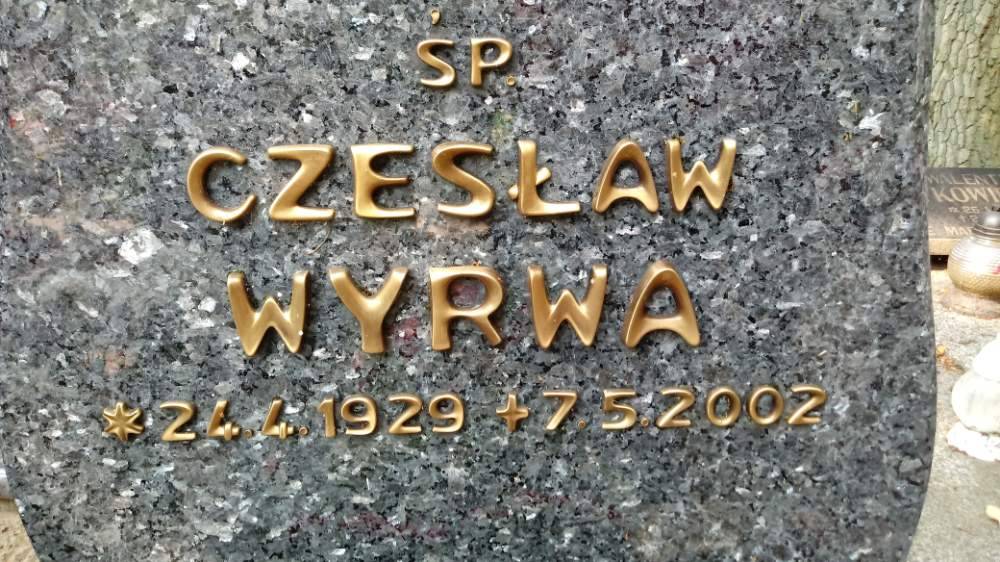 ŚP.
CZESŁAW
WYRWA
* 24.4.1929 + 7.5.2002